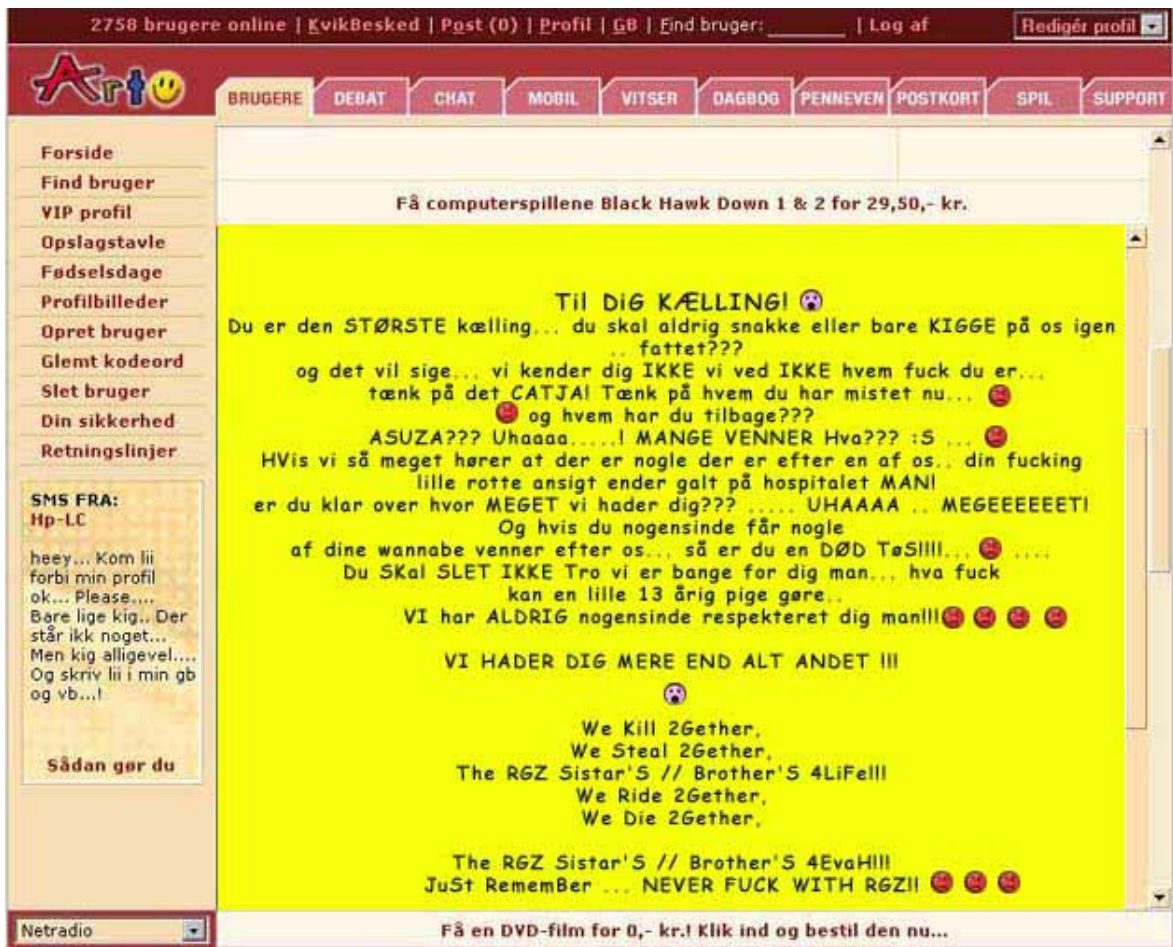 2758 brugere online | KvikBesked | Post (0) | Profil | GB | Find bruger: | Log af Redigér profil
Arto
BRUGERE DEBAT CHAT MOBIL VITSER DAGBOG PENNEVEN POSTKORT SPIL SUPPORT
Forside
Find bruger
VIP profil
Opslagstavle
Fødselsdage
Profilbilleder
Opret bruger
Glemt kodeord
Slet bruger
Din sikkerhed
Retningslinjer
SMS FRA:
Hp-LC
heey... Kom lii
forbi min profil
ok... Please....
Bare lige kig.. Der
står ikk noget...
Men kig alligevel....
Og skriv lii i min gb
og vb...!
Sådan gør du
Netradio
Få computerspillene Black Hawk Down 1 & 2 for 29,50,- kr.
Til DiG KÆLLING!
Du er den STØRSTE kælling... du skal aldrig snakke eller bare KIGGE på os igen
.. fattet???
og det vil sige... vi kender dig IKKE vi ved IKKE hvem fuck du er...
tænk på det CATJA! Tænk på hvem du har mistet nu...
og hvem har du tilbage???
ASUZA??? Uhaaaa.....! MANGE VENNER Hva??? :S ...
HVis vi så meget hører at der er nogle der er efter en af os.. din fucking
lille rotte ansigt ender galt på hospitalet MAN!
er du klar over hvor MEGET vi hader dig??? ..... UHAAAA .. MEGEEEEEET!
Og hvis du nogensinde får nogle
af dine wannabe venner efter os... så er du en DØD TøS!!!!... ....
Du SKal SLET IKKE Tro vi er bange for dig man... hva fuck
kan en lille 13 årig pige gøre..
VI har ALDRIG nogensinde respekteret dig man!!!
VI HADER DIG MERE END ALT ANDET !!!
We Kill 2Gether,
We Steal 2Gether,
The RGZ Sistar'S // Brother'S 4LiFe!!!
We Ride 2Gether,
We Die 2Gether,
The RGZ Sistar'S // Brother'S 4EvaH!!!
JuSt RememBer ... NEVER FUCK WITH RGZ!!
Få en DVD-film for 0,- kr.! Klik ind og bestil den nu...